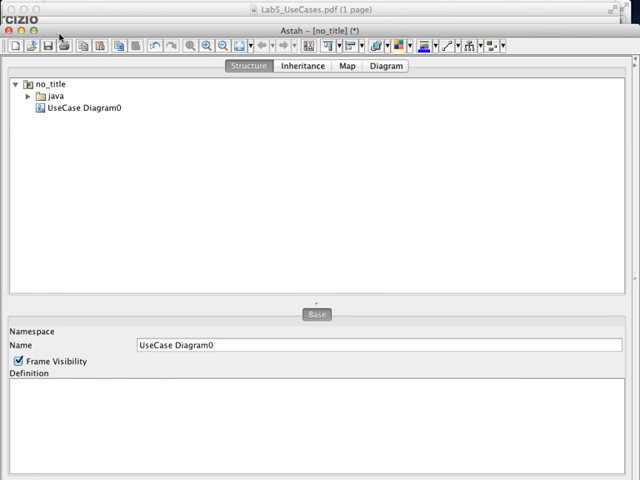 Lab5_UseCases.pdf (1 page)
rcizio
Astah - [no_title] (*)
Structure Inheritance Map Diagram
no_title
java
UseCase Diagram0
Base
Namespace
Name UseCase Diagram0
Frame Visibility
Definition